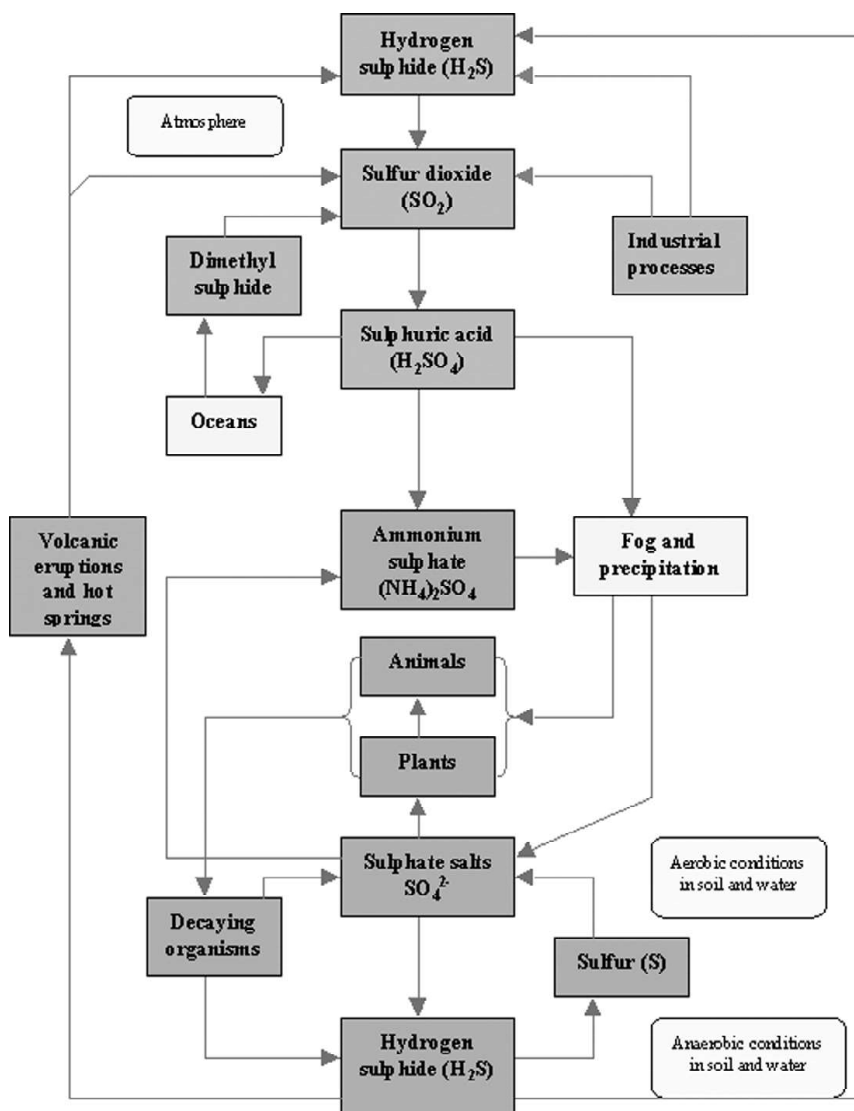 Hydrogen
sulphide (H₂S)
Atmosphere
Sulfur dioxide
(SO₂)
Dimethyl
sulphide
Industrial
processes
Sulphuric acid
(H₂SO₄)
Oceans
Volcanic
eruptions
and hot
springs
Ammonium
sulphate
(NH₄)₂SO₄
Fog and
precipitation
Animals
Plants
Sulphate salts
SO₄²⁻
Aerobic conditions
in soil and water
Decaying
organisms
Sulfur (S)
Hydrogen
sulphide (H₂S)
Anaerobic conditions
in soil and water